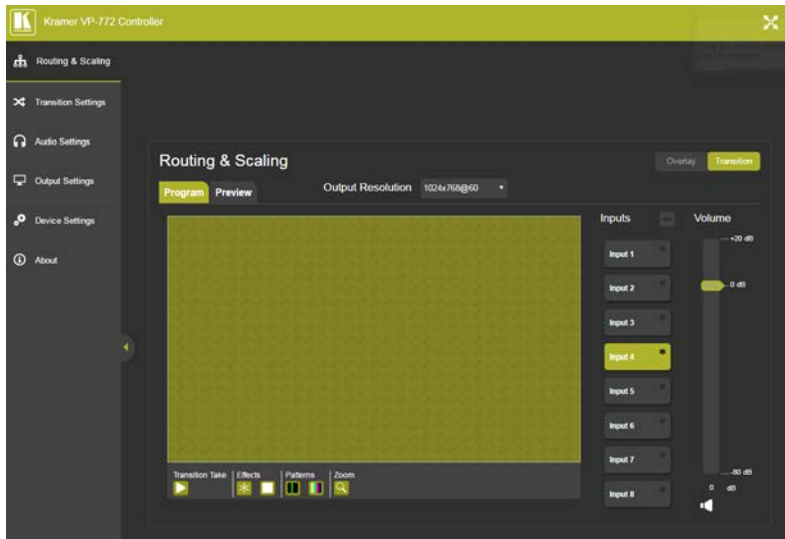 Kramer VP-772 Controller
Routing & Scaling
Transition Settings
Audio Settings
Output Settings
Device Settings
About
Routing & Scaling
Overlay Transition
Program Preview
Output Resolution 1024x768@60
Inputs
Volume
Input 1
Input 2
Input 3
Input 4
Input 5
Input 6
Input 7
Input 8
+20 dB
0 dB
-80 dB
0 dB
Transition Take
Effects
Patterns
Zoom